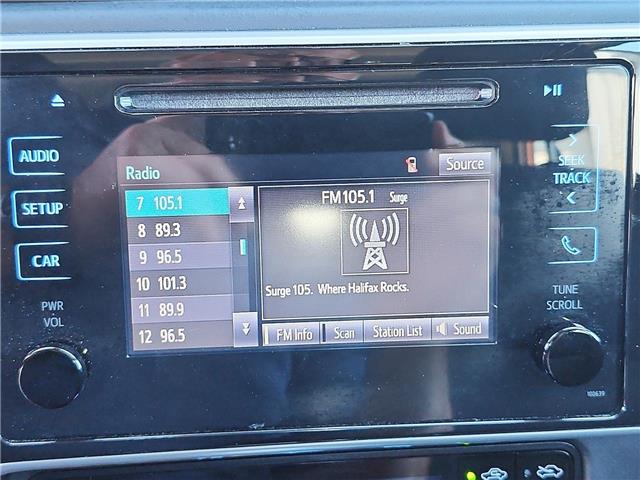 AUDIO
SETUP
CAR
PWR
VOL
Radio
Source
7 105.1
8 89.3
9 96.5
10 101.3
11 89.9
12 96.5
FM105.1 Surge
Surge 105. Where Halifax Rocks.
FM Info
Scan
Station List
Sound
SEEK
TRACK
TUNE
SCROLL
100639